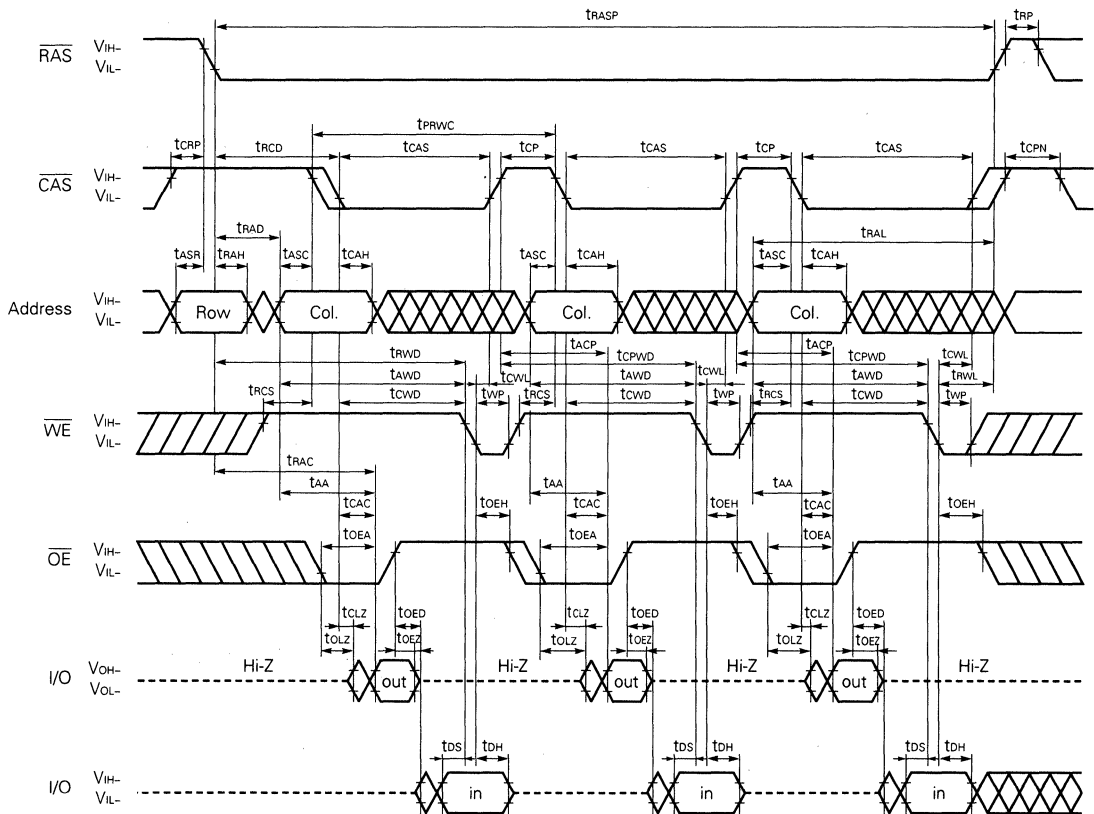 tRASP tRP
RAS VIH–
VIL–
tPRWC
tCRP tRCD tCAS tCP tCAS tCP tCAS tCPN
CAS VIH–
VIL–
tRAD tRAL
tASR tRAH tASC tCAH tASC tCAH tASC tCAH
Address VIH–
VIL–
Row Col. Col. Col.
tRWD tACP tCPWD tACP tCPWD tCWL
tAWD tCWL tAWD tCWL tAWD tRWL
tRCS tCWD tWP tRCS tCWD tWP tRCS tCWD tWP
WE VIH–
VIL–
tRAC
tAA tAA tAA
tCAC tOEH tCAC tOEH tCAC tOEH
tOEA tOEA tOEA
OE VIH–
VIL–
tCLZ tOED tCLZ tOED tCLZ tOED
tOLZ tOEZ tOLZ tOEZ tOLZ tOEZ
I/O VOH–
VOL–
Hi-Z out Hi-Z out Hi-Z out Hi-Z
tDS tDH tDS tDH tDS tDH
I/O VIH–
VIL–
in in in